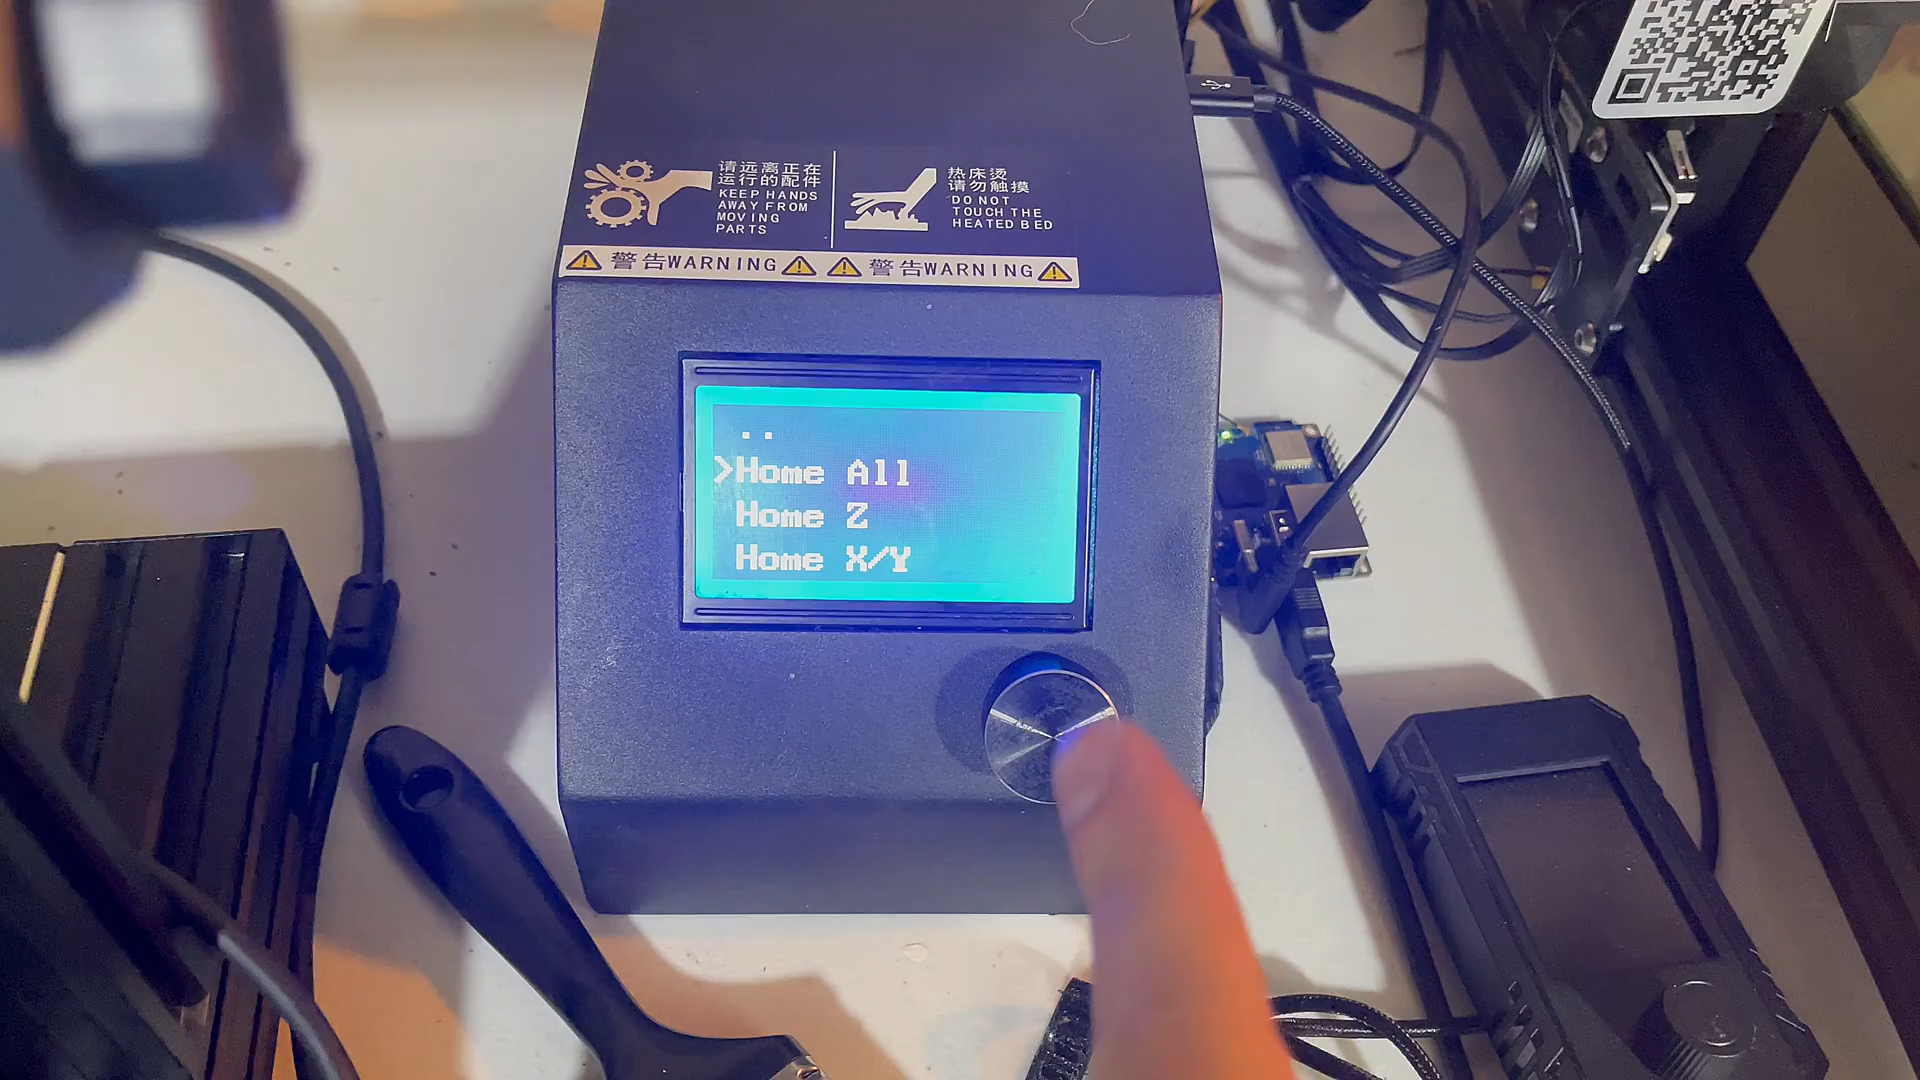 请远离正在
运行的配件
KEEP HANDS
AWAY FROM
MOVING
PARTS
热床烫
请勿触摸
DO NOT
TOUCH THE
HEATED BED
警告WARNING
警告WARNING
..
>Home All
Home Z
Home X/Y